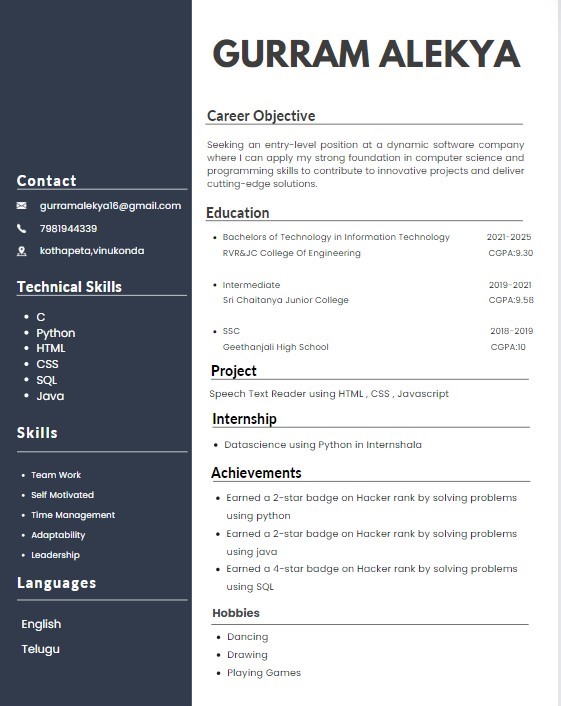 GURRAM ALEKYA
Contact
gurramalekya16@gmail.com
7981944339
kothapeta,vinukonda
Technical Skills
C
Python
HTML
CSS
SQL
Java
Skills
Team Work
Self Motivated
Time Management
Adaptability
Leadership
Languages
English
Telugu
Career Objective
Seeking an entry-level position at a dynamic software company
where I can apply my strong foundation in computer science and
programming skills to contribute to innovative projects and deliver
cutting-edge solutions.
Education
Bachelors of Technology in Information Technology 2021-2025
RVR&JC College Of Engineering CGPA:9.30
Intermediate 2019-2021
Sri Chaitanya Junior College CGPA:9.58
SSC 2018-2019
Geethanjali High School CGPA:10
Project
Speech Text Reader using HTML , CSS , Javascript
Internship
Datascience using Python in Internshala
Achievements
Earned a 2-star badge on Hacker rank by solving problems
using python
Earned a 2-star badge on Hacker rank by solving problems
using java
Earned a 4-star badge on Hacker rank by solving problems
using SQL
Hobbies
Dancing
Drawing
Playing Games